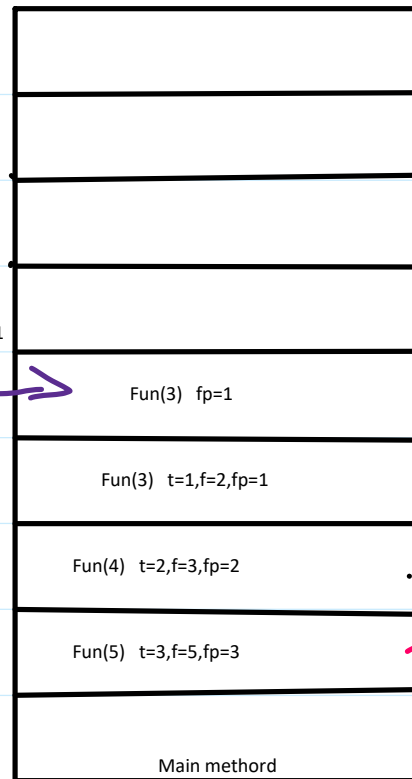 1
Fun(3) fp=1
Fun(3) t=1,f=2,fp=1
Fun(4) t=2,f=3,fp=2
Fun(5) t=3,f=5,fp=3
Main methord